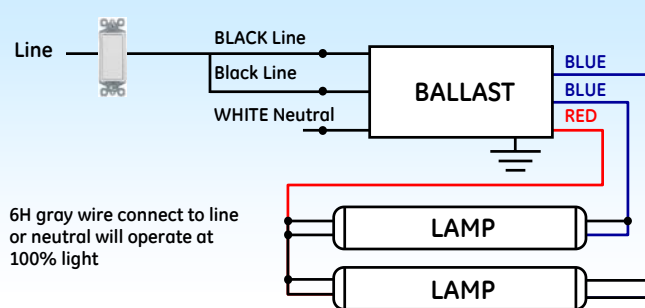 Line
BLACK Line
Black Line
WHITE Neutral
BALLAST
BLUE
BLUE
RED
6H gray wire connect to line
or neutral will operate at
100% light
LAMP
LAMP